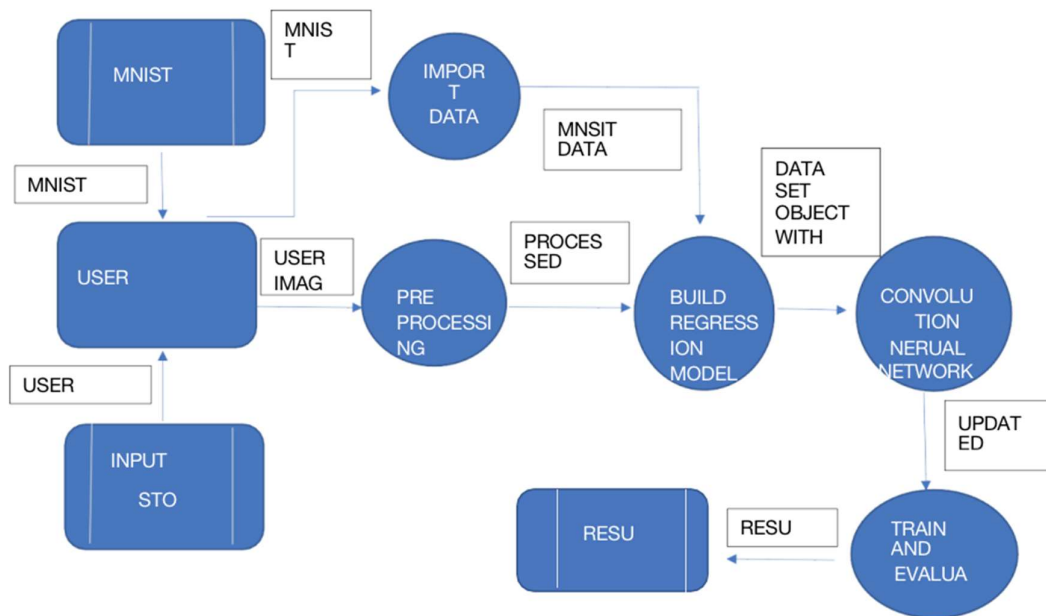 MNIST
MNIS
T
IMPOR
T
DATA
MNSIT
DATA
MNIST
DATA
SET
OBJECT
WITH
USER
USER
IMAG
PRE
PROCESSI
NG
PROCES
SED
BUILD
REGRESS
ION
MODEL
CONVOLU
TION
NERUAL
NETWORK
USER
INPUT
STO
UPDAT
ED
RESU
RESU
TRAIN
AND
EVALUA